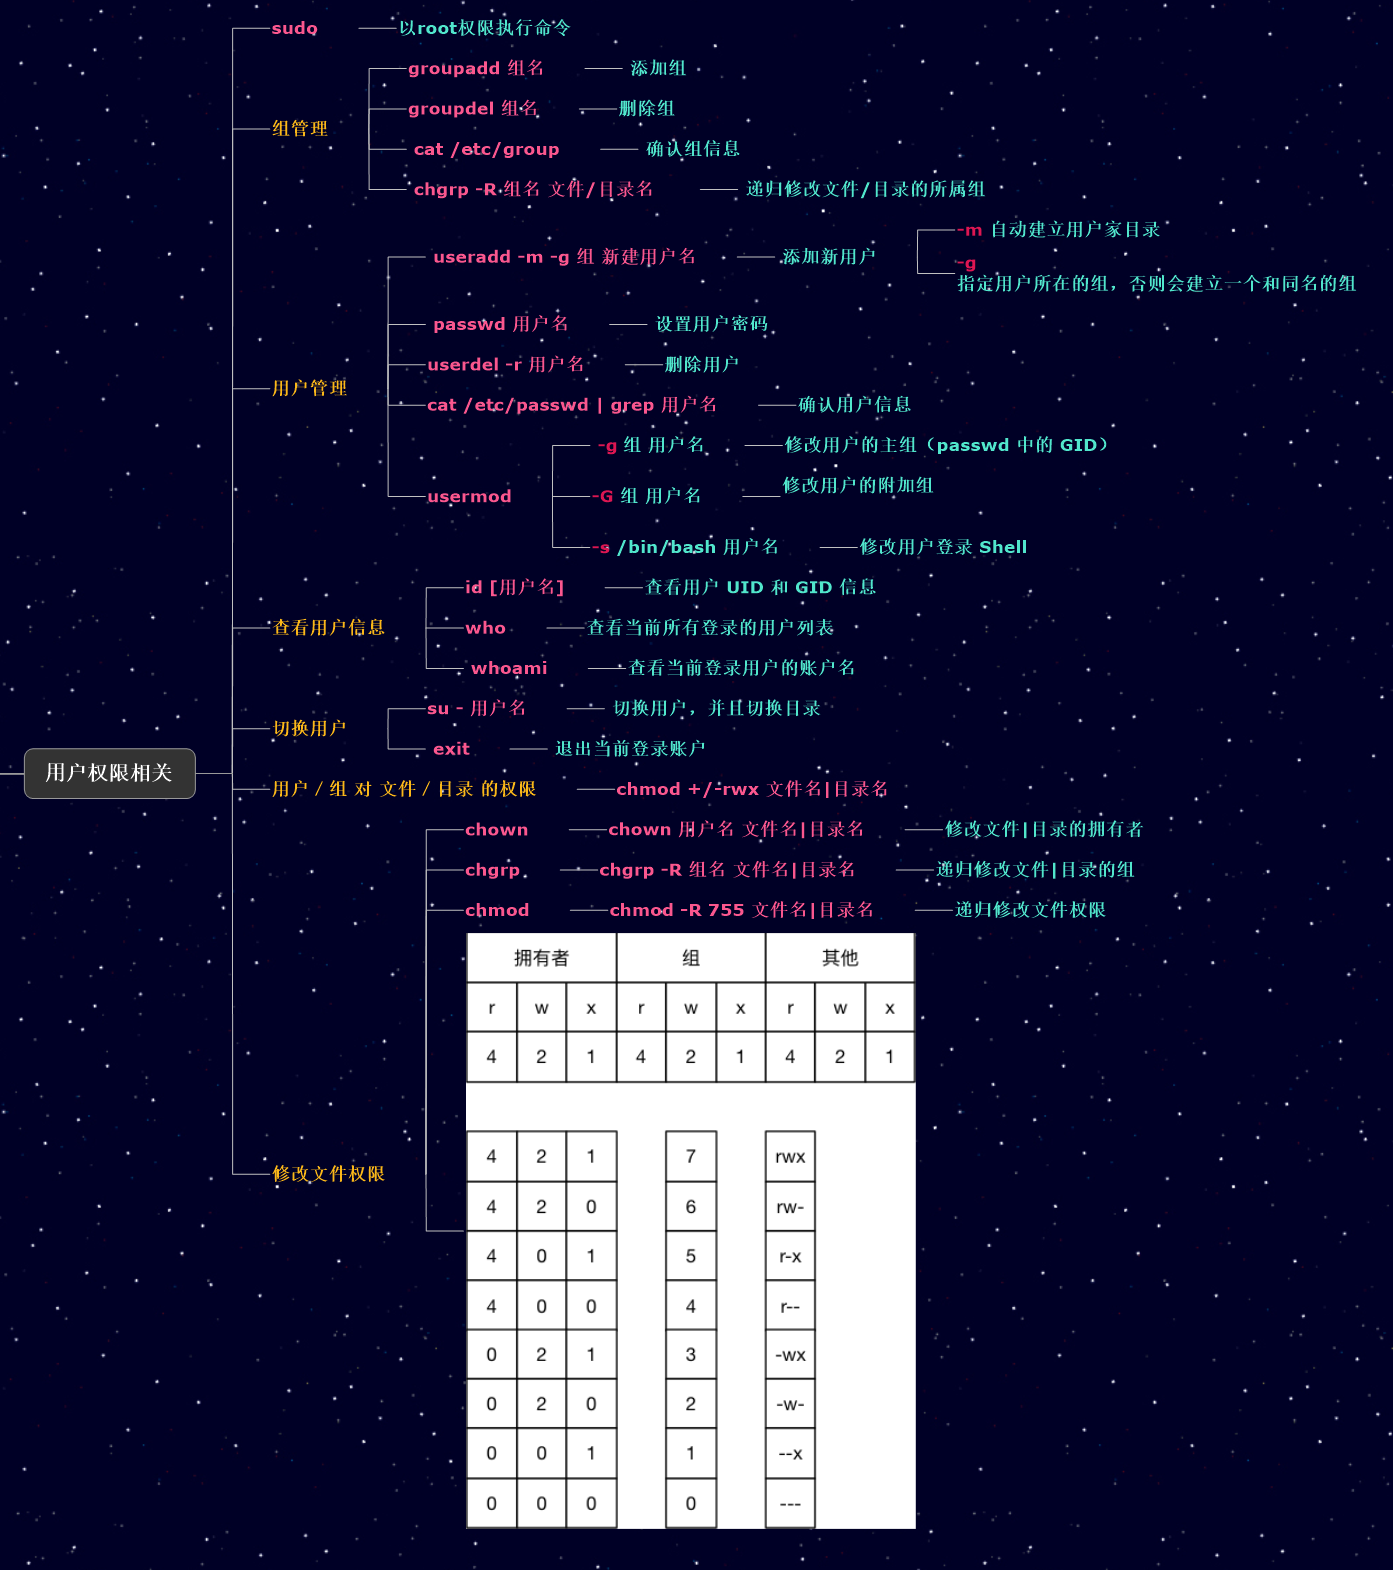 sudo 以root权限执行命令
groupadd 组名 添加组
groupdel 组名 删除组
组管理
cat /etc/group 确认组信息
chgrp -R 组名 文件/目录名 递归修改文件/目录的所属组
-m 自动建立用户家目录
useradd -m -g 组 新建用户名 添加新用户
-g
指定用户所在的组，否则会建立一个和同名的组
passwd 用户名 设置用户密码
userdel -r 用户名 删除用户
用户管理
cat /etc/passwd | grep 用户名 确认用户信息
-g 组 用户名 修改用户的主组（passwd 中的 GID）
usermod
-G 组 用户名 修改用户的附加组
-s /bin/bash 用户名 修改用户登录 Shell
id [用户名] 查看用户 UID 和 GID 信息
查看用户信息 who 查看当前所有登录的用户列表
whoami 查看当前登录用户的账户名
su - 用户名 切换用户，并且切换目录
切换用户
exit 退出当前登录账户
用户权限相关
用户 / 组 对 文件 / 目录 的权限 chmod +/-rwx 文件名|目录名
chown chown 用户名 文件名|目录名 修改文件|目录的拥有者
chgrp chgrp -R 组名 文件名|目录名 递归修改文件|目录的组
chmod chmod -R 755 文件名|目录名 递归修改文件权限
修改文件权限
拥有者 组 其他
r w x r w x r w x
4 2 1 4 2 1 4 2 1
4 2 1 7 rwx
4 2 0 6 rw-
4 0 1 5 r-x
4 0 0 4 r--
0 2 1 3 -wx
0 2 0 2 -w-
0 0 1 1 --x
0 0 0 0 ---